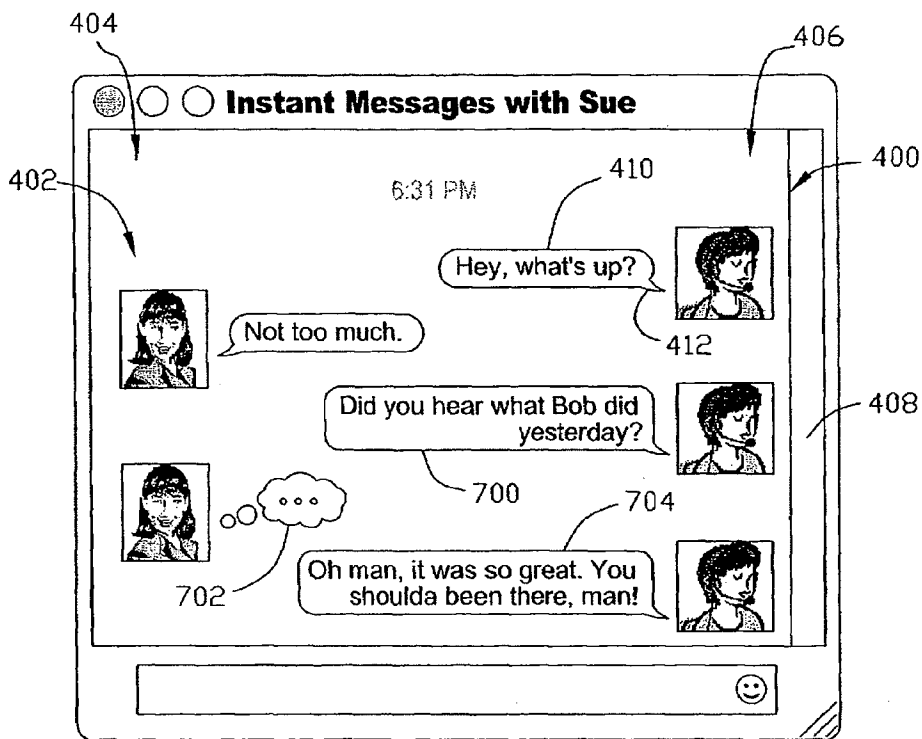 404
406
Instant Messages with Sue
400
402
410
6:31 PM
Hey, what's up?
412
Not too much.
408
Did you hear what Bob did
yesterday?
700
704
...
702
Oh man, it was so great. You
shoulda been there, man!